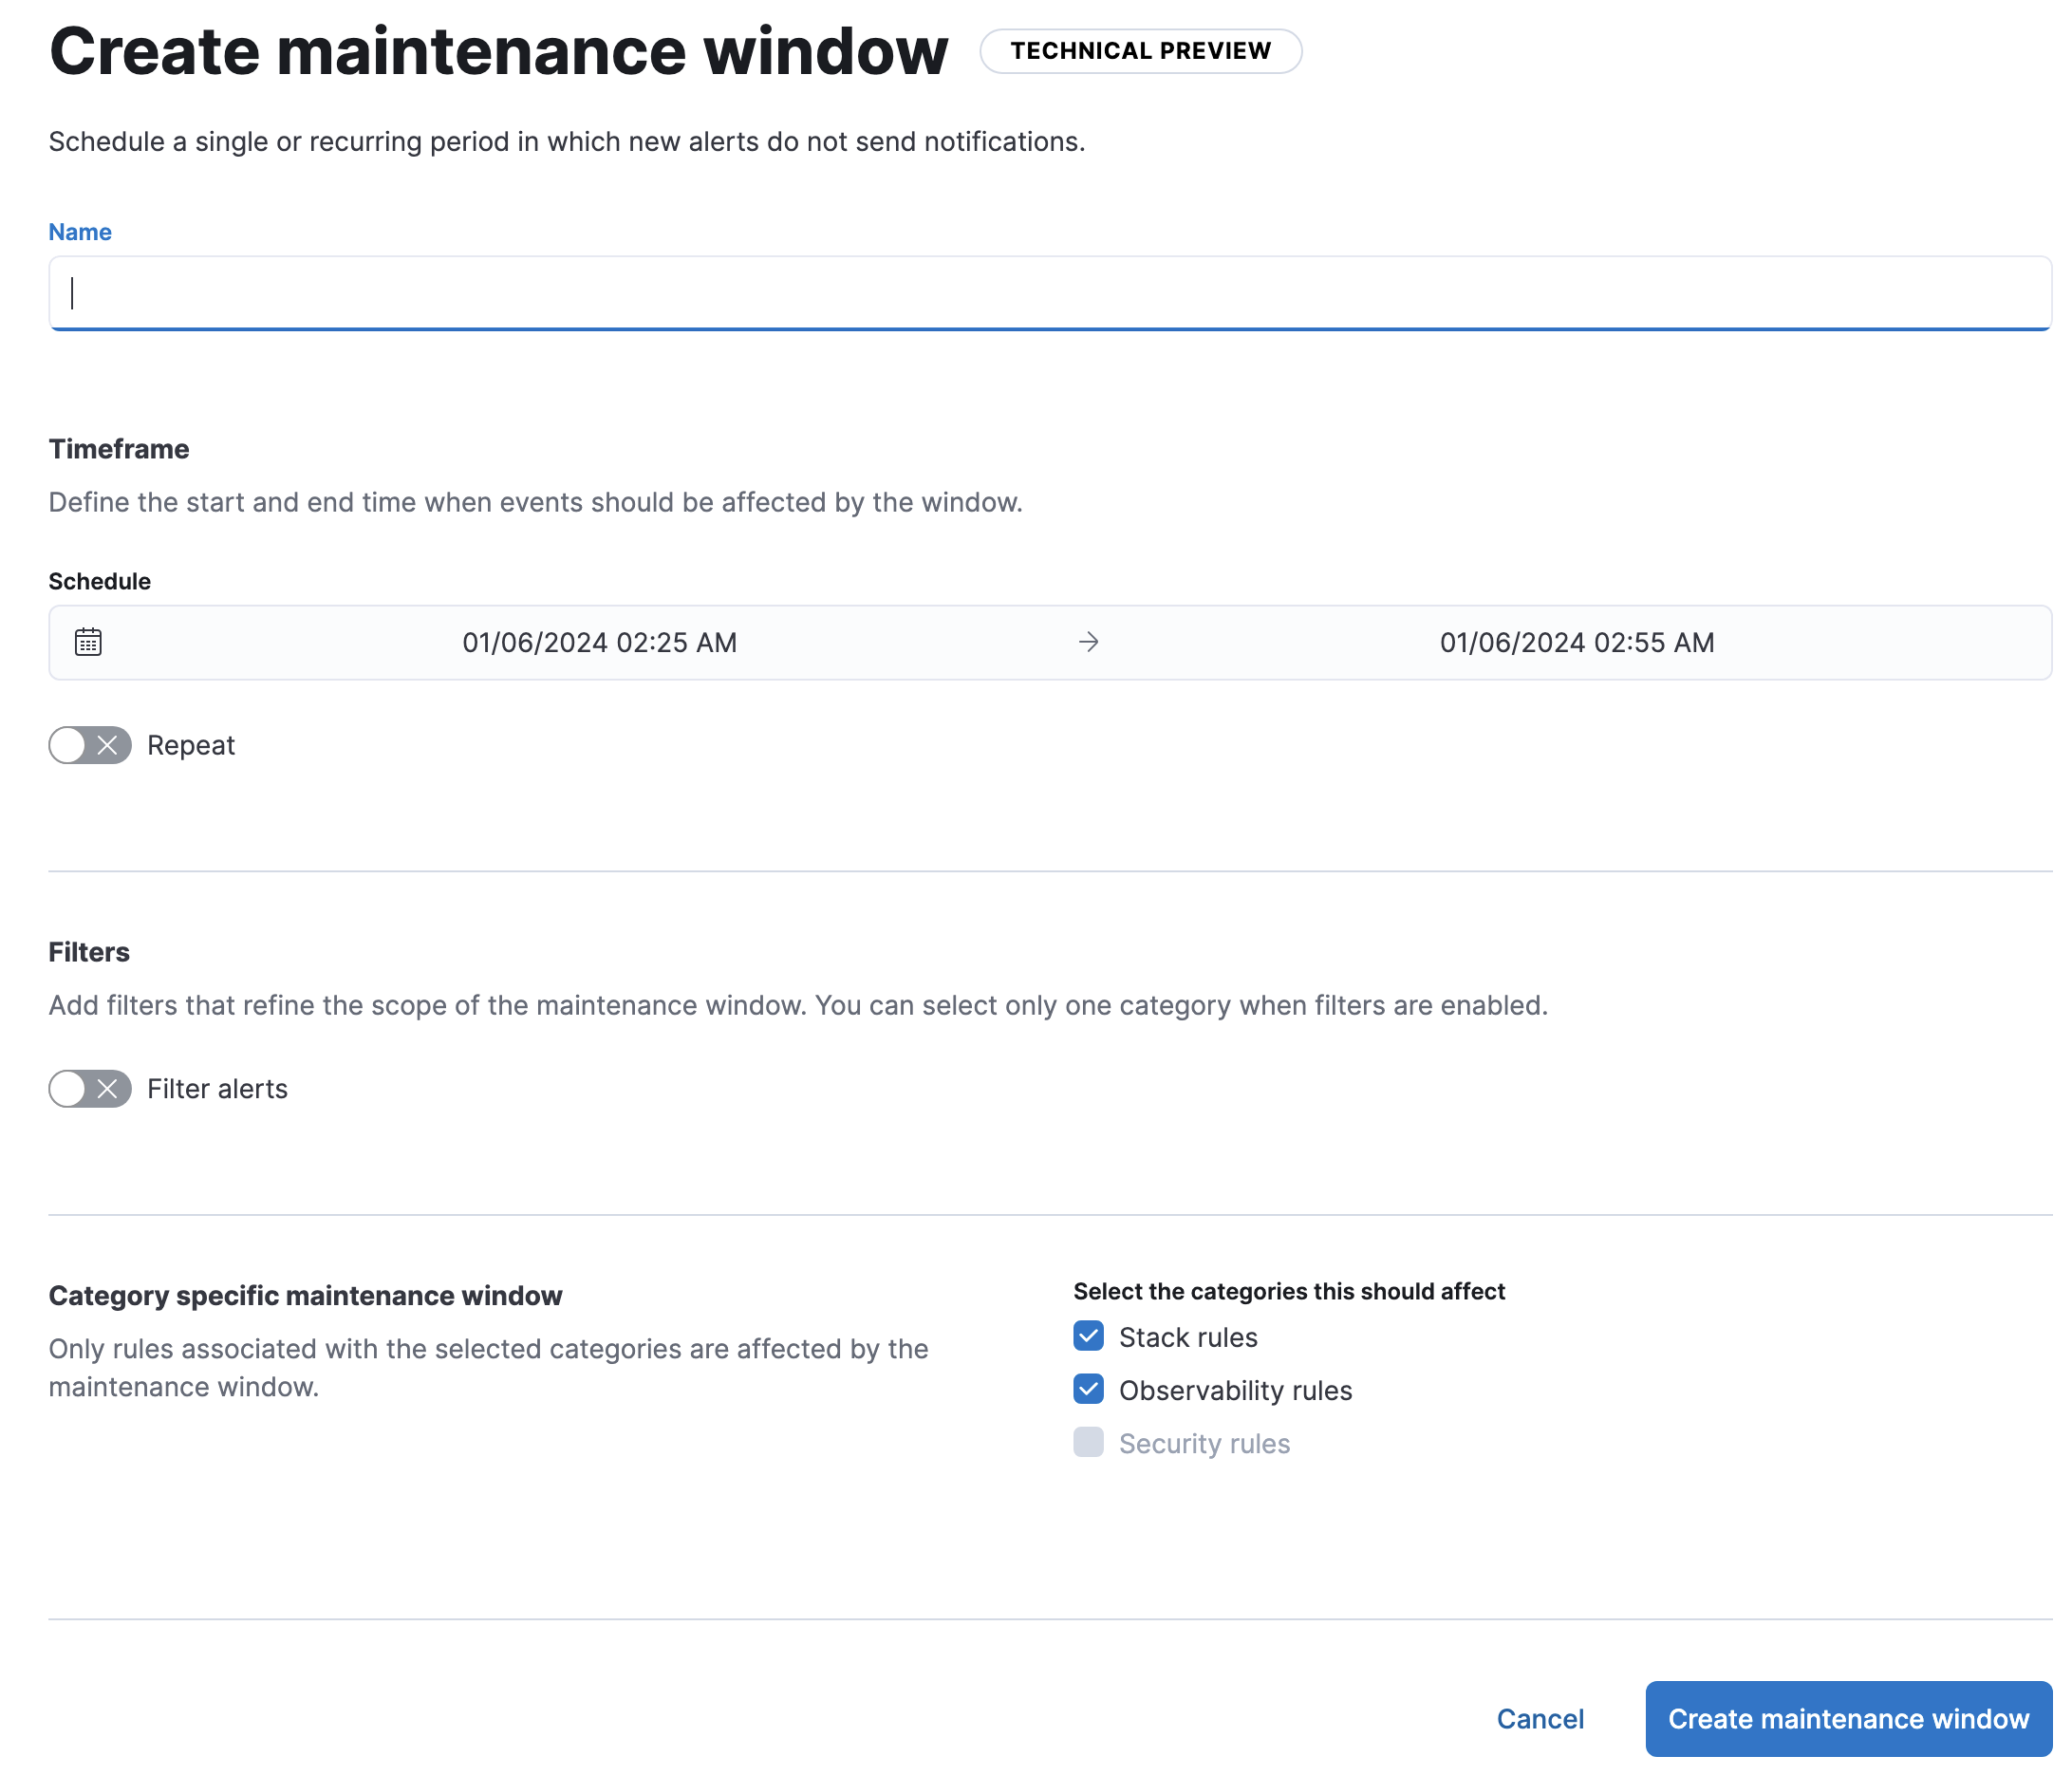 Create maintenance window TECHNICAL PREVIEW
Schedule a single or recurring period in which new alerts do not send notifications.
Name
Timeframe
Define the start and end time when events should be affected by the window.
Schedule
01/06/2024 02:25 AM → 01/06/2024 02:55 AM
Repeat
Filters
Add filters that refine the scope of the maintenance window. You can select only one category when filters are enabled.
Filter alerts
Category specific maintenance window
Only rules associated with the selected categories are affected by the
maintenance window.
Select the categories this should affect
Stack rules
Observability rules
Security rules
Cancel
Create maintenance window